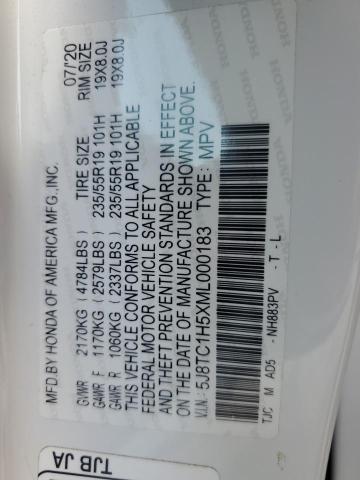 MFD.BY HONDA OF AMERICA MFG.,INC. 07/'20
GVWR 2170KG (4784LBS) TIRE SIZE RIM SIZE
GAWR F 1170KG (2579LBS) 235/55R19 101H 19X8.0J
GAWR R 1060KG (2337LBS) 235/55R19 101H 19X8.0J
THIS VEHICLE CONFORMS TO ALL APPLICABLE
FEDERAL MOTOR VEHICLE SAFETY
AND THEFT PREVENTION STANDARDS IN EFFECT
ON THE DATE OF MANUFACTURE SHOWN ABOVE.
V.I.N.: 5J8TC1H5XML000183 TYPE: MPV
TJC M AD5 - NH883PV - T - L
TJB JA
HONDA HONDA HONDA